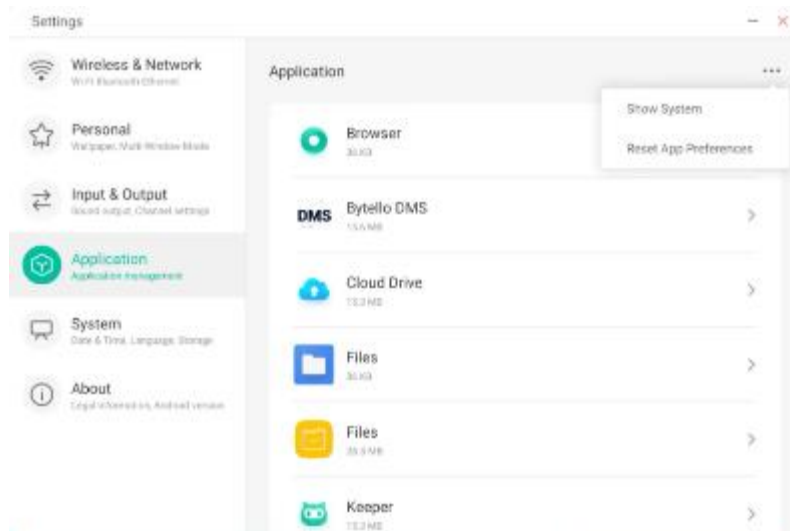 Settings
Wireless & Network
Wi-Fi Bluetooth Ethernet
Personal
Wallpaper, Multi-Window Mode
Input & Output
Sound output, Channel settings
Application
Application management
System
Date & Time, Language, Storage
About
Legal information, Android version
Application
Show System
Reset App Preferences
Browser
DMS
Bytello DMS
Cloud Drive
Files
Files
Keeper